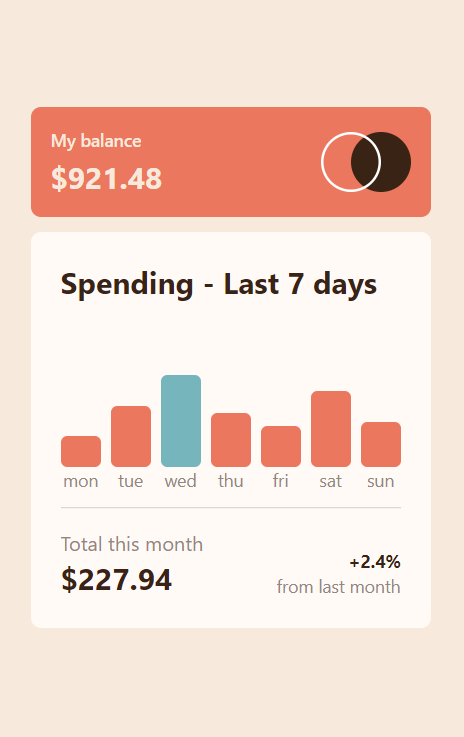 My balance
$921.48
Spending - Last 7 days
mon tue wed thu fri sat sun
Total this month
$227.94
+2.4%
from last month